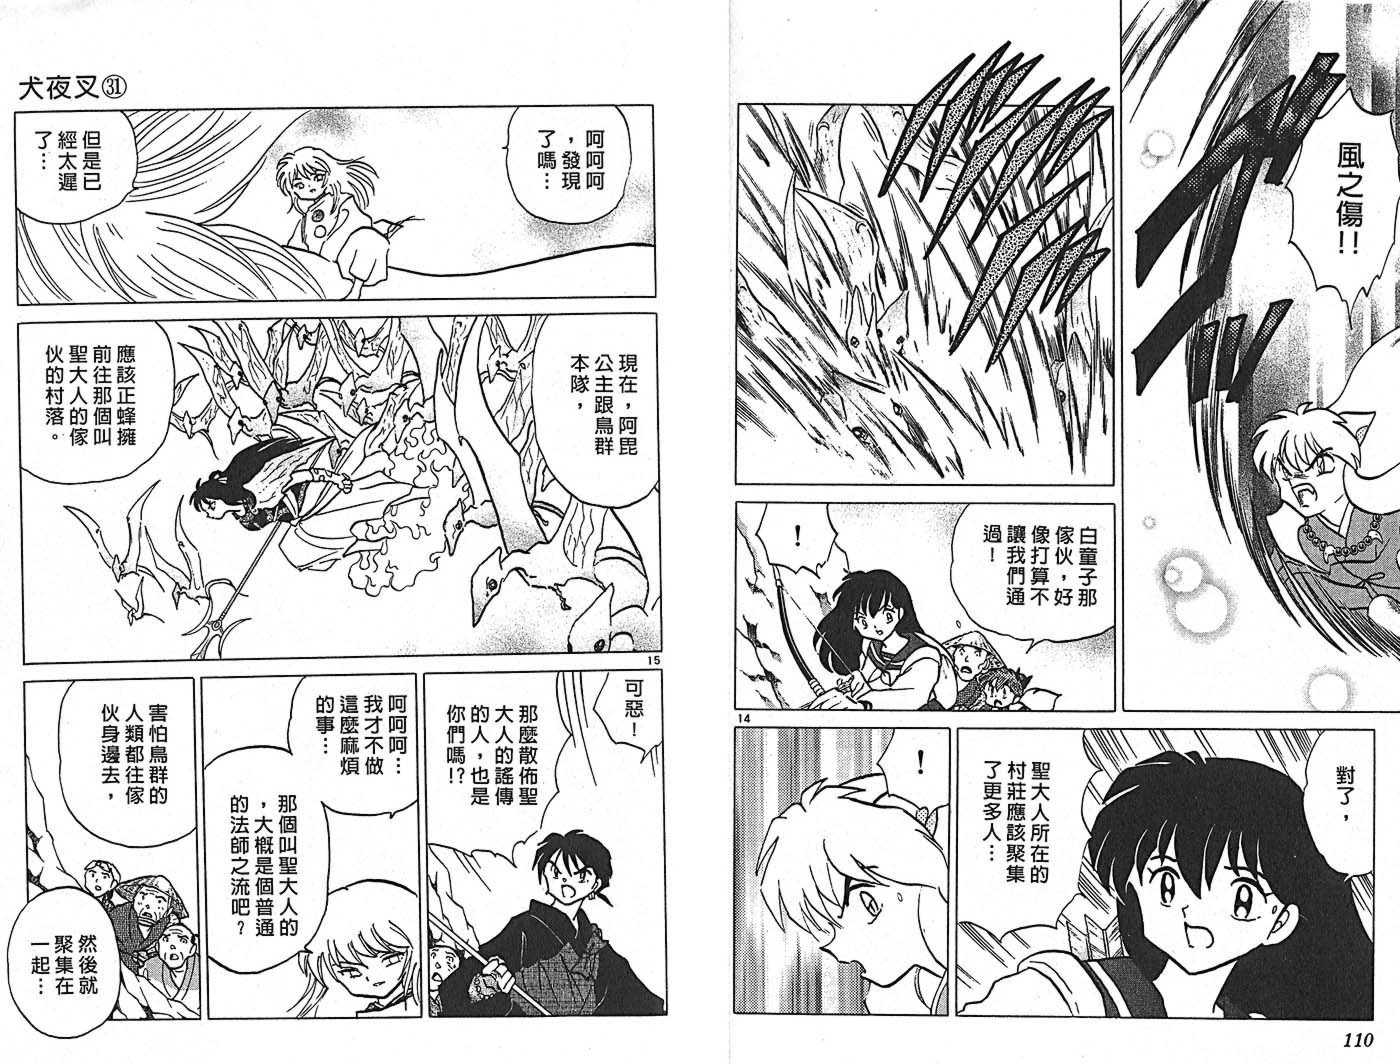 風之傷!!
白童子那
傢伙，好
像打算不
讓我們通
過！
！
對了，
聖大人所在的
村莊應該聚集
了更多人…
！
14
110
犬夜叉㉛
呵呵呵
，發現
了嗎…
但是已
經太遲
了…
現在，阿毘
公主跟鳥群
本隊，
應該正蜂擁
前往那個叫
聖大人的傢
伙的村落。
15
可惡！
那麼散佈聖
大人的謠傳
的人，也是
你們嗎!?
呵呵呵…
我才不做
這麼麻煩
的事…
那個叫聖大人的
，大概是個普通
的法師之流吧？
害怕鳥群的
人類都往傢
伙身邊去，
然後就
聚集在
一起…